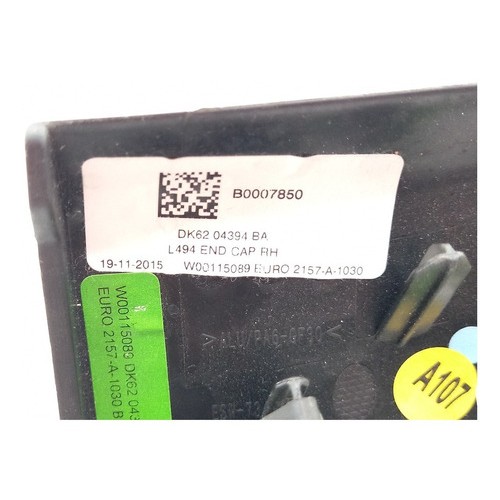 B0007850
DK62 04394 BA
L494 END CAP RH
19-11-2015 W00115089 EURO 2157-A-1030
W00115089 DK62 043
EURO 2157-A-1030 B
A107